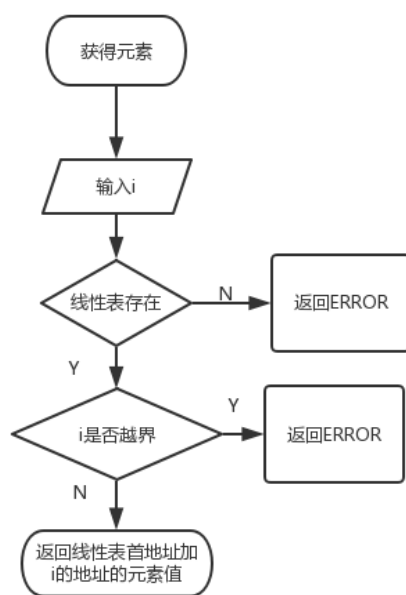 获得元素
输入i
线性表存在
N
返回ERROR
Y
i是否越界
Y
返回ERROR
N
返回线性表首地址加
i的地址的元素值